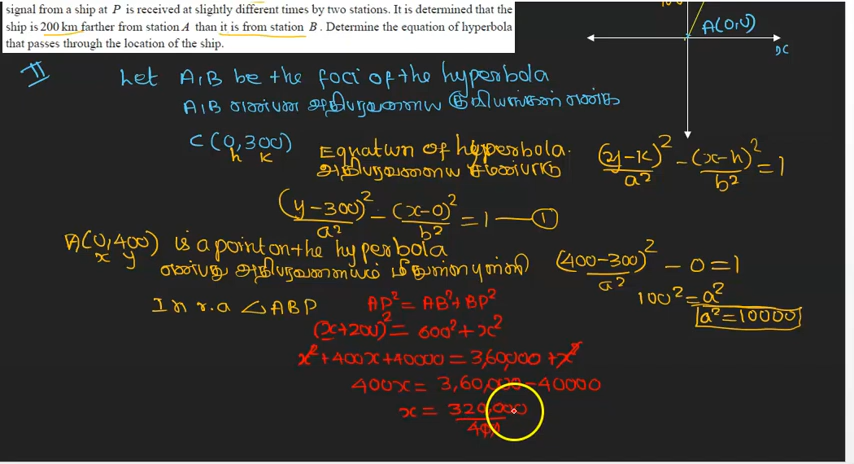 signal from a ship at P is received at slightly different times by two stations. It is determined that the
ship is 200 km farther from station A than it is from station B. Determine the equation of hyperbola
that passes through the location of the ship.
A(0,0)
x
II
Let A,B be the foci of the hyperbola
A,B என்பன அதிபரவளைய குவியங்கள் என்க
C(0,300)
h k
Equation of hyperbola.
அதிபரவளைய சமன்பாடு
(y-k)²/a² - (x-h)²/b² = 1
(y-300)²/a² - (x-0)²/b² = 1 — ①
A(0,400) is a point on the hyperbola
x y
என்பது அதிபரவளையம் மீதுள்ள புள்ளி
(400-300)²/a² - 0 = 1
100² = a²
a² = 10000
In r.a △ABP
AP² = AB² + BP²
(x+200)² = 600² + x²
x² + 400x + 40000 = 3,60,000 + x²
400x = 3,60,000 - 40000
x = 320,000/400